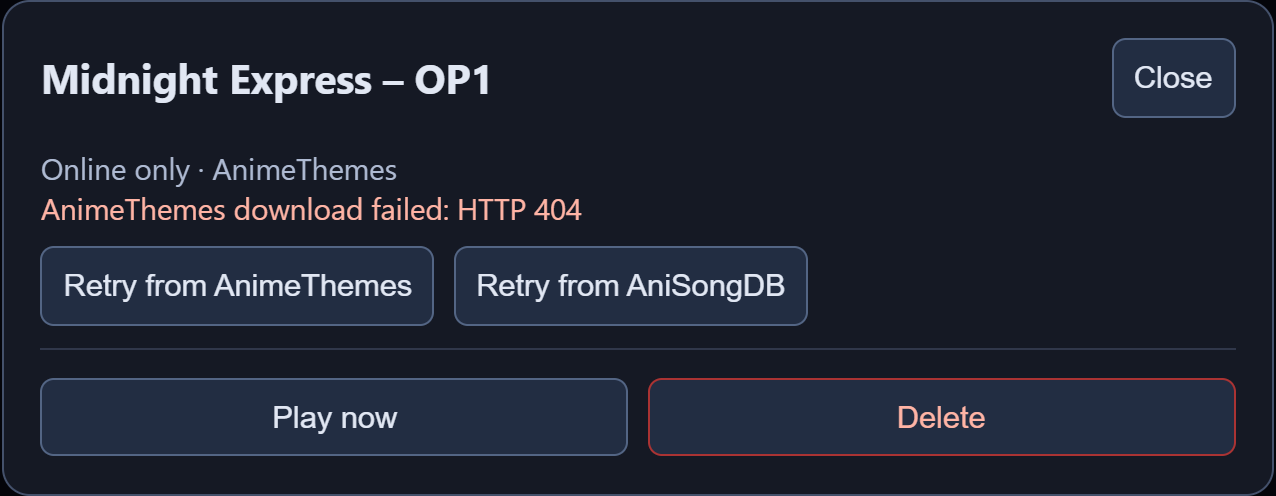 Midnight Express – OP1
Close
Online only · AnimeThemes
AnimeThemes download failed: HTTP 404
Retry from AnimeThemes
Retry from AniSongDB
Play now
Delete